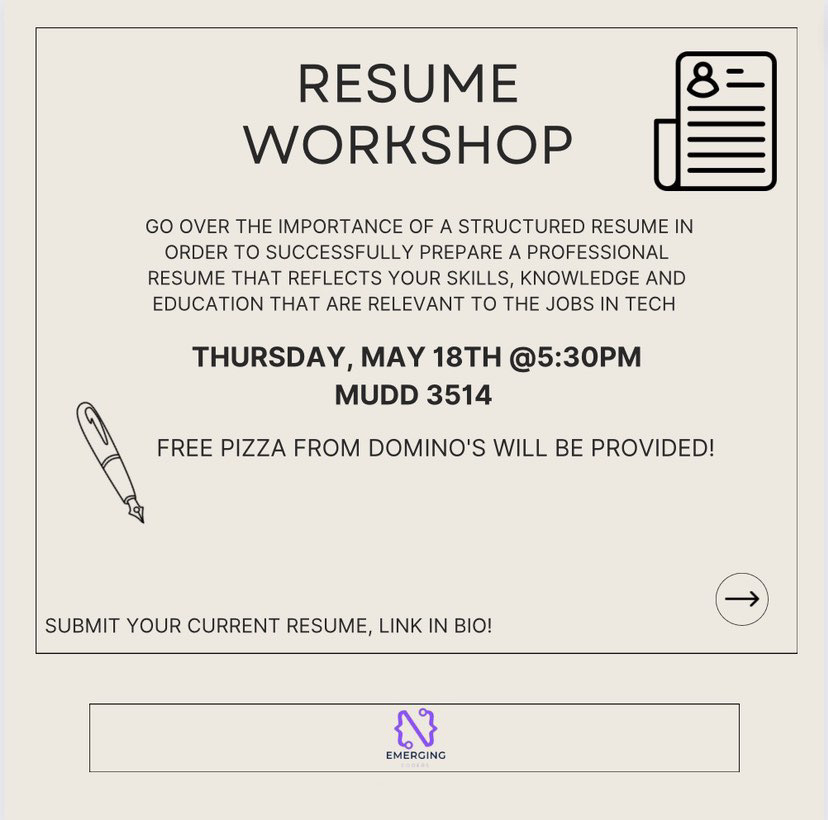 RESUME
WORKSHOP
GO OVER THE IMPORTANCE OF A STRUCTURED RESUME IN
ORDER TO SUCCESSFULLY PREPARE A PROFESSIONAL
RESUME THAT REFLECTS YOUR SKILLS, KNOWLEDGE AND
EDUCATION THAT ARE RELEVANT TO THE JOBS IN TECH
THURSDAY, MAY 18TH @5:30PM
MUDD 3514
FREE PIZZA FROM DOMINO'S WILL BE PROVIDED!
SUBMIT YOUR CURRENT RESUME, LINK IN BIO!
EMERGING
CODERS